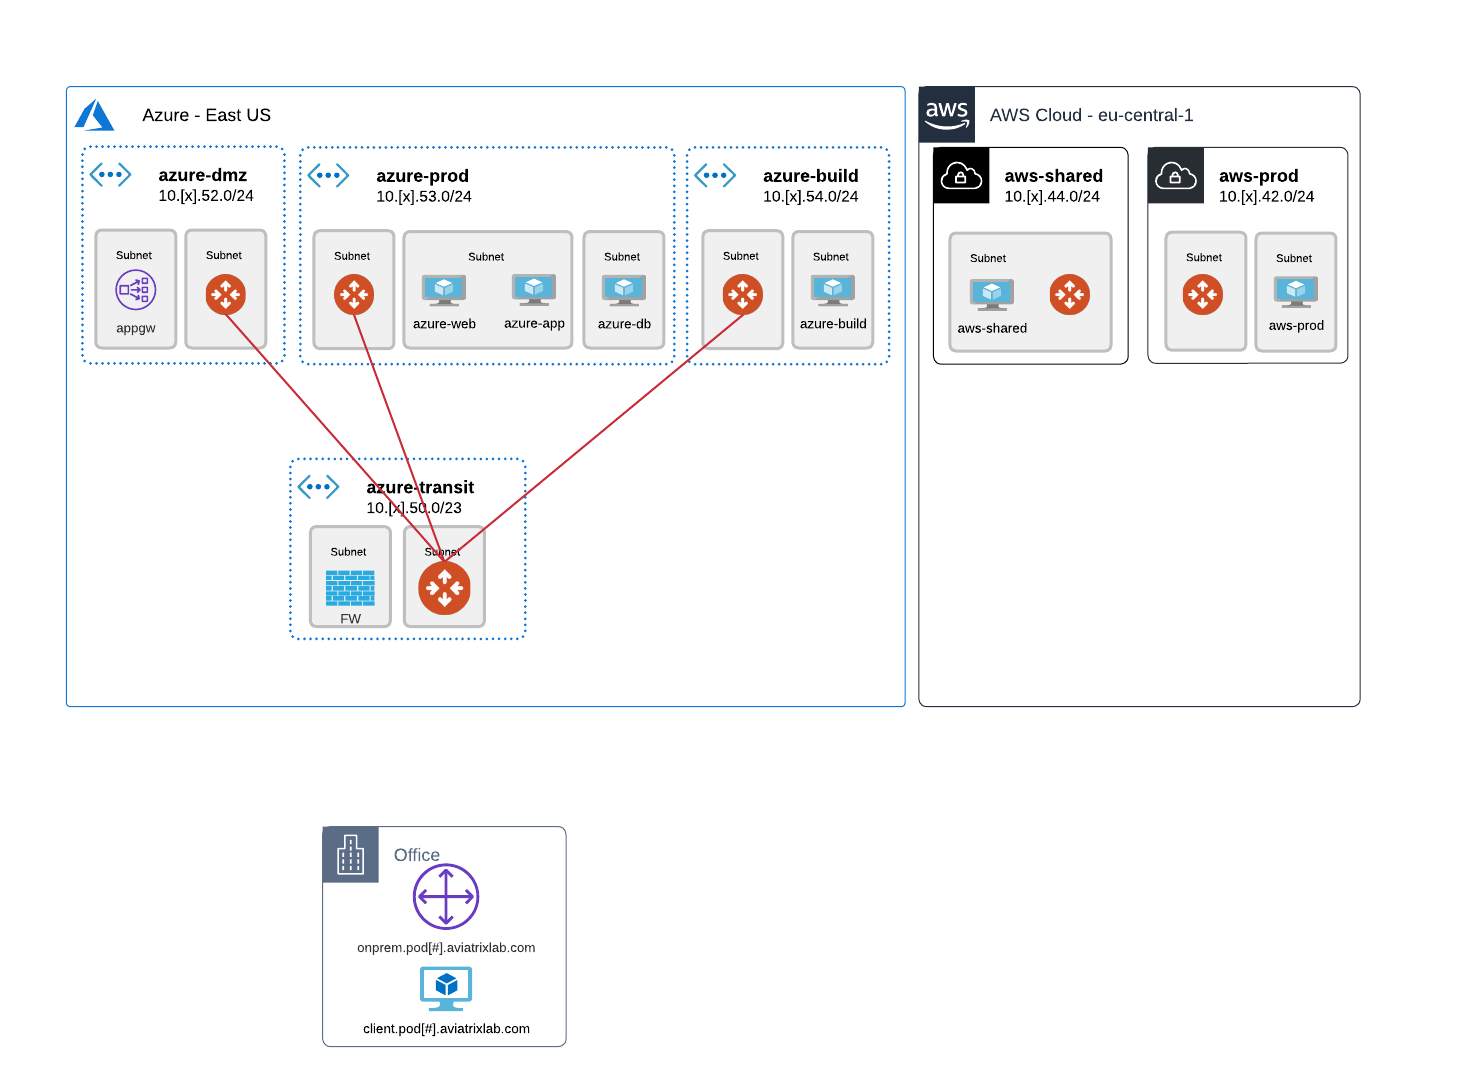 Azure - East US
aws
AWS Cloud - eu-central-1
azure-dmz
10.[x].52.0/24
azure-prod
10.[x].53.0/24
azure-build
10.[x].54.0/24
aws-shared
10.[x].44.0/24
aws-prod
10.[x].42.0/24
Subnet
appgw
Subnet
Subnet
Subnet
azure-web
azure-app
Subnet
azure-db
Subnet
Subnet
azure-build
Subnet
aws-shared
Subnet
Subnet
aws-prod
azure-transit
10.[x].50.0/23
Subnet
FW
Subnet
Office
onprem.pod[#].aviatrixlab.com
client.pod[#].aviatrixlab.com